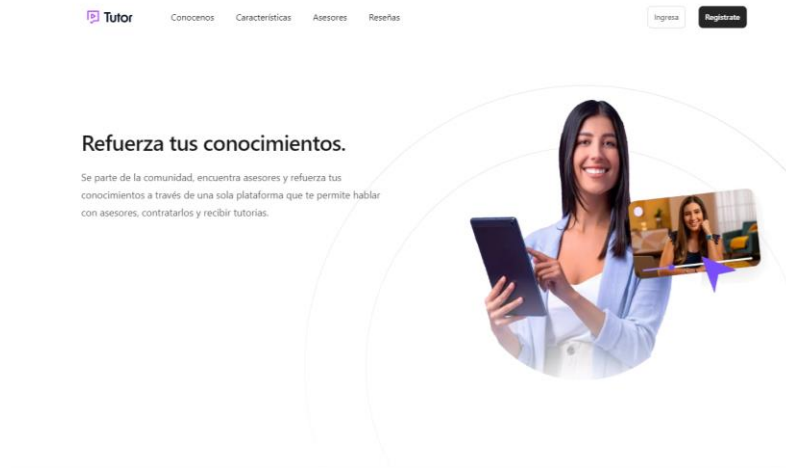 Tutor
Conocenos
Características
Asesores
Reseñas
Ingresa
Registrate
Refuerza tus conocimientos.
Se parte de la comunidad, encuentra asesores y refuerza tus
conocimientos a través de una sola plataforma que te permite hablar
con asesores, contratarlos y recibir tutorias.